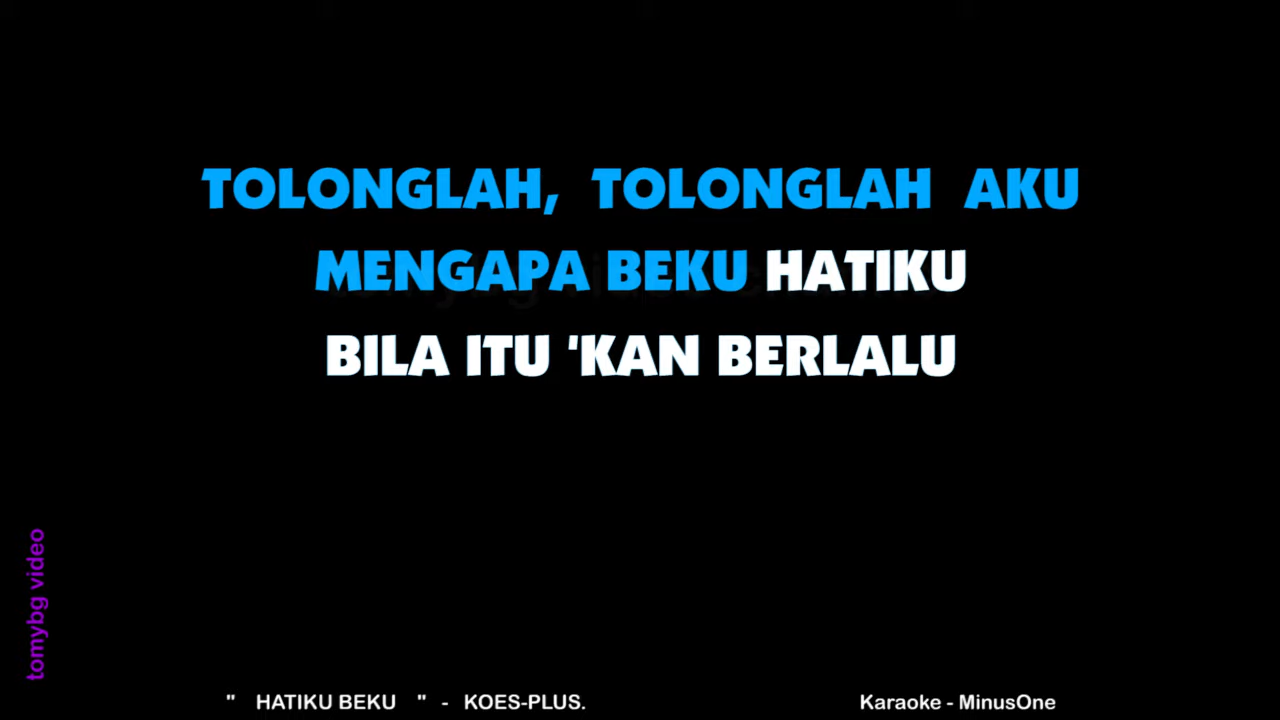 TOLONGLAH, TOLONGLAH AKU
MENGAPA BEKU HATIKU
BILA ITU 'KAN BERLALU
tomybg video
" HATIKU BEKU " - KOES-PLUS.
Karaoke - MinusOne